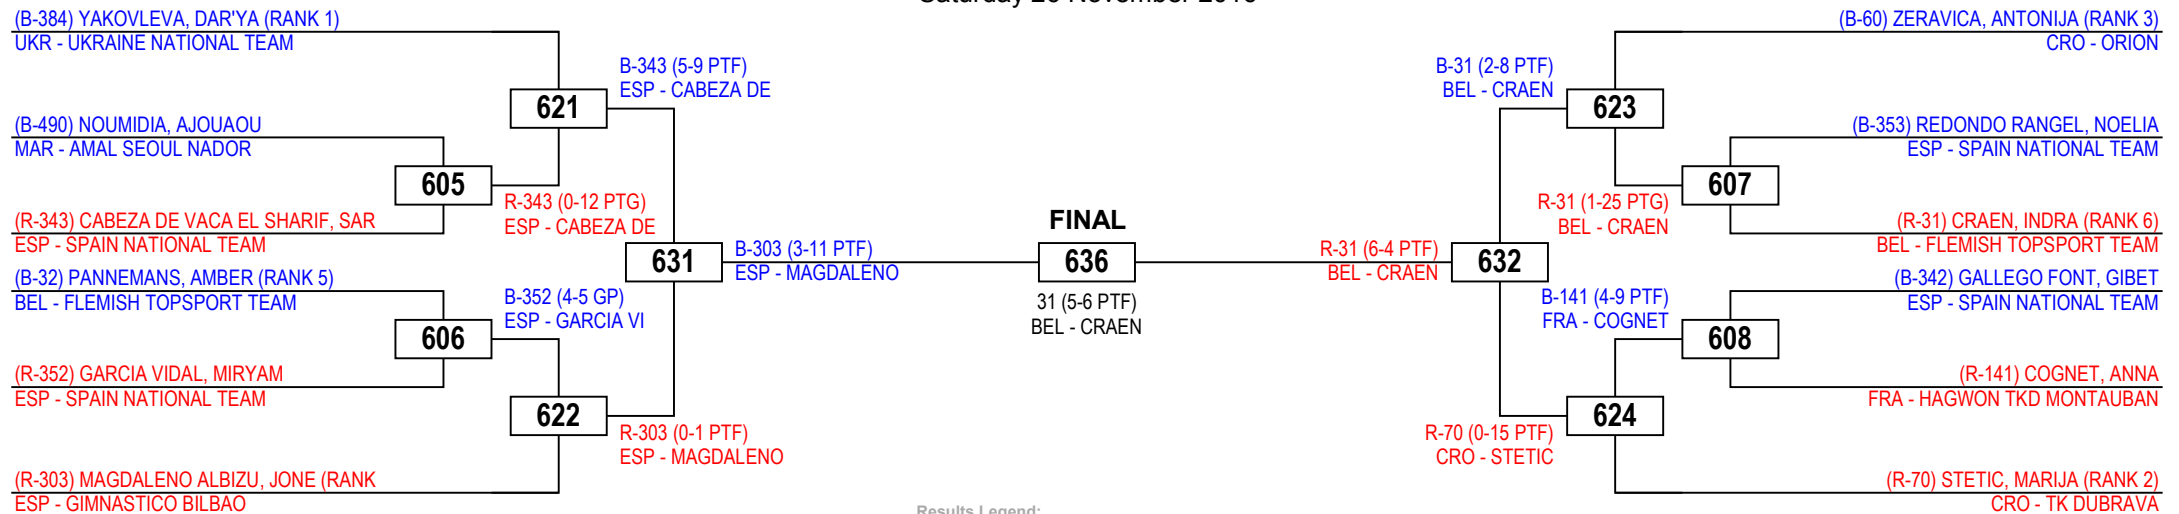 (B-384) YAKOVLEVA, DAR'YA (RANK 1)
UKR - UKRAINE NATIONAL TEAM
B-343 (5-9 PTF)
ESP - CABEZA DE
621
(B-490) NOUMIDIA, AJOUAOU
MAR - AMAL SEOUL NADOR
605
R-343 (0-12 PTG)
ESP - CABEZA DE
(R-343) CABEZA DE VACA EL SHARIF, SAR
ESP - SPAIN NATIONAL TEAM
631
B-303 (3-11 PTF)
ESP - MAGDALENO
(B-32) PANNEMANS, AMBER (RANK 5)
BEL - FLEMISH TOPSPORT TEAM
B-352 (4-5 GP)
ESP - GARCIA VI
606
(R-352) GARCIA VIDAL, MIRYAM
ESP - SPAIN NATIONAL TEAM
622
R-303 (0-1 PTF)
ESP - MAGDALENO
(R-303) MAGDALENO ALBIZU, JONE (RANK
ESP - GIMNASTICO BILBAO
FINAL
636
31 (5-6 PTF)
BEL - CRAEN
(B-60) ZERAVICA, ANTONIJA (RANK 3)
CRO - ORION
B-31 (2-8 PTF)
BEL - CRAEN
623
(B-353) REDONDO RANGEL, NOELIA
ESP - SPAIN NATIONAL TEAM
607
R-31 (1-25 PTG)
BEL - CRAEN
(R-31) CRAEN, INDRA (RANK 6)
BEL - FLEMISH TOPSPORT TEAM
R-31 (6-4 PTF)
BEL - CRAEN
632
(B-342) GALLEGO FONT, GIBET
ESP - SPAIN NATIONAL TEAM
B-141 (4-9 PTF)
FRA - COGNET
608
(R-141) COGNET, ANNA
FRA - HAGWON TKD MONTAUBAN
624
R-70 (0-15 PTF)
CRO - STETIC
(R-70) STETIC, MARIJA (RANK 2)
CRO - TK DUBRAVA
Results Legend: